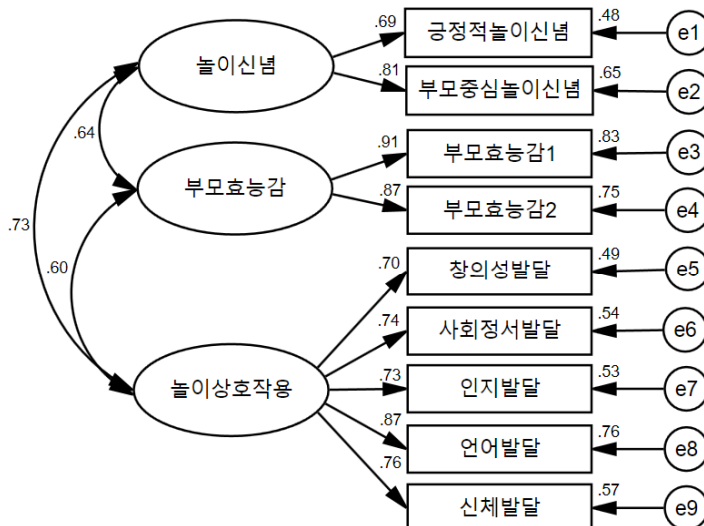 .69
긍정적놀이신념
.48
e1
놀이신념
.81
부모중심놀이신념
.65
e2
.64
.91
부모효능감1
.83
e3
부모효능감
.87
부모효능감2
.75
e4
.73
.60
.70
창의성발달
.49
e5
.74
사회정서발달
.54
e6
놀이상호작용
.73
인지발달
.53
e7
.87
언어발달
.76
e8
.76
신체발달
.57
e9